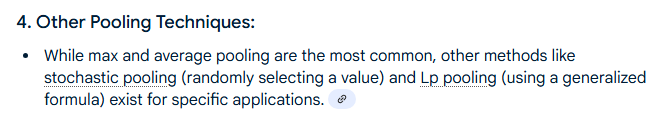 4. Other Pooling Techniques:
• While max and average pooling are the most common, other methods like
stochastic pooling (randomly selecting a value) and Lp pooling (using a generalized
formula) exist for specific applications.